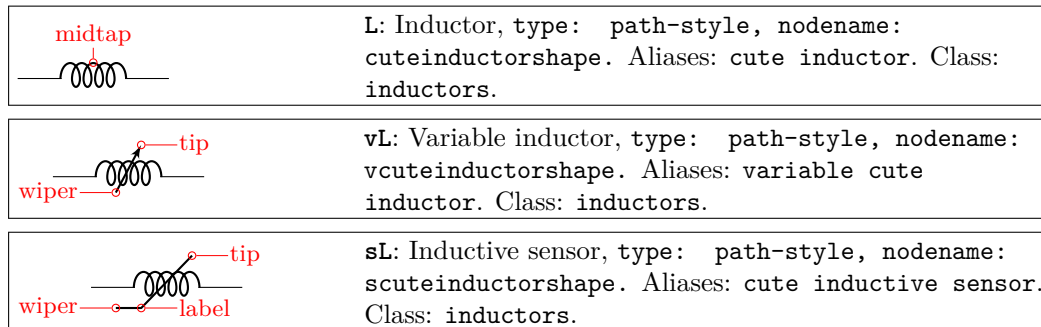 midtap
L: Inductor, type: path-style, nodename:
cuteinductorshape. Aliases: cute inductor. Class:
inductors.
tip
wiper
vL: Variable inductor, type: path-style, nodename:
vcuteinductorshape. Aliases: variable cute
inductor. Class: inductors.
tip
wiper label
sL: Inductive sensor, type: path-style, nodename:
scuteinductorshape. Aliases: cute inductive sensor.
Class: inductors.